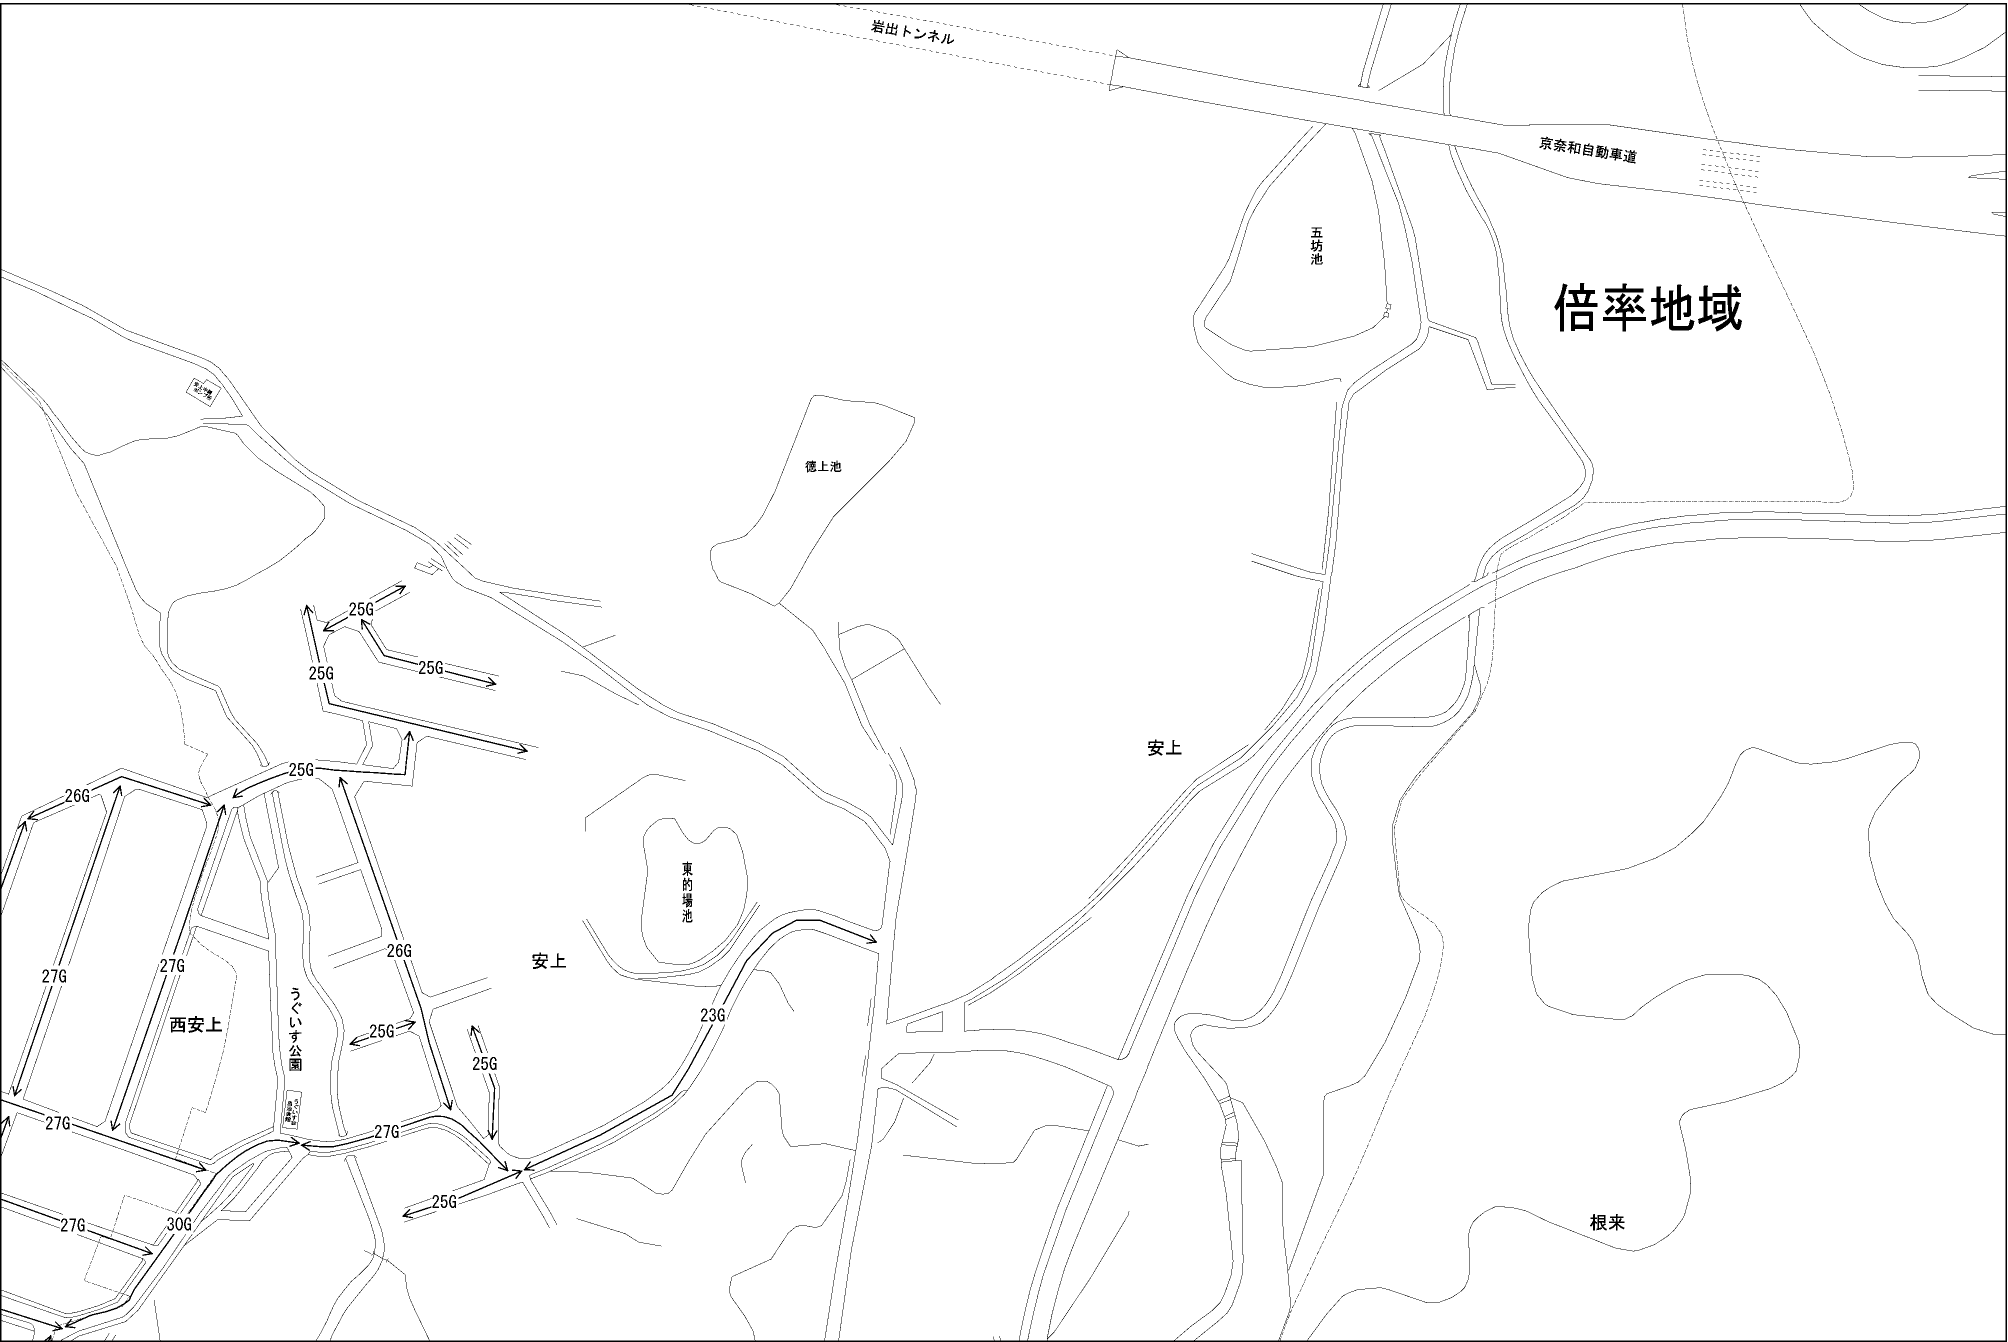 岩出トンネル
京奈和自動車道
五坊池
倍率地域
徳上池
25G
25G
25G
安上
25G
26G
東的場池
26G
安上
27G
27G
23G
うぐいす公園
西安上
25G
25G
27G
27G
25G
根来
27G
30G